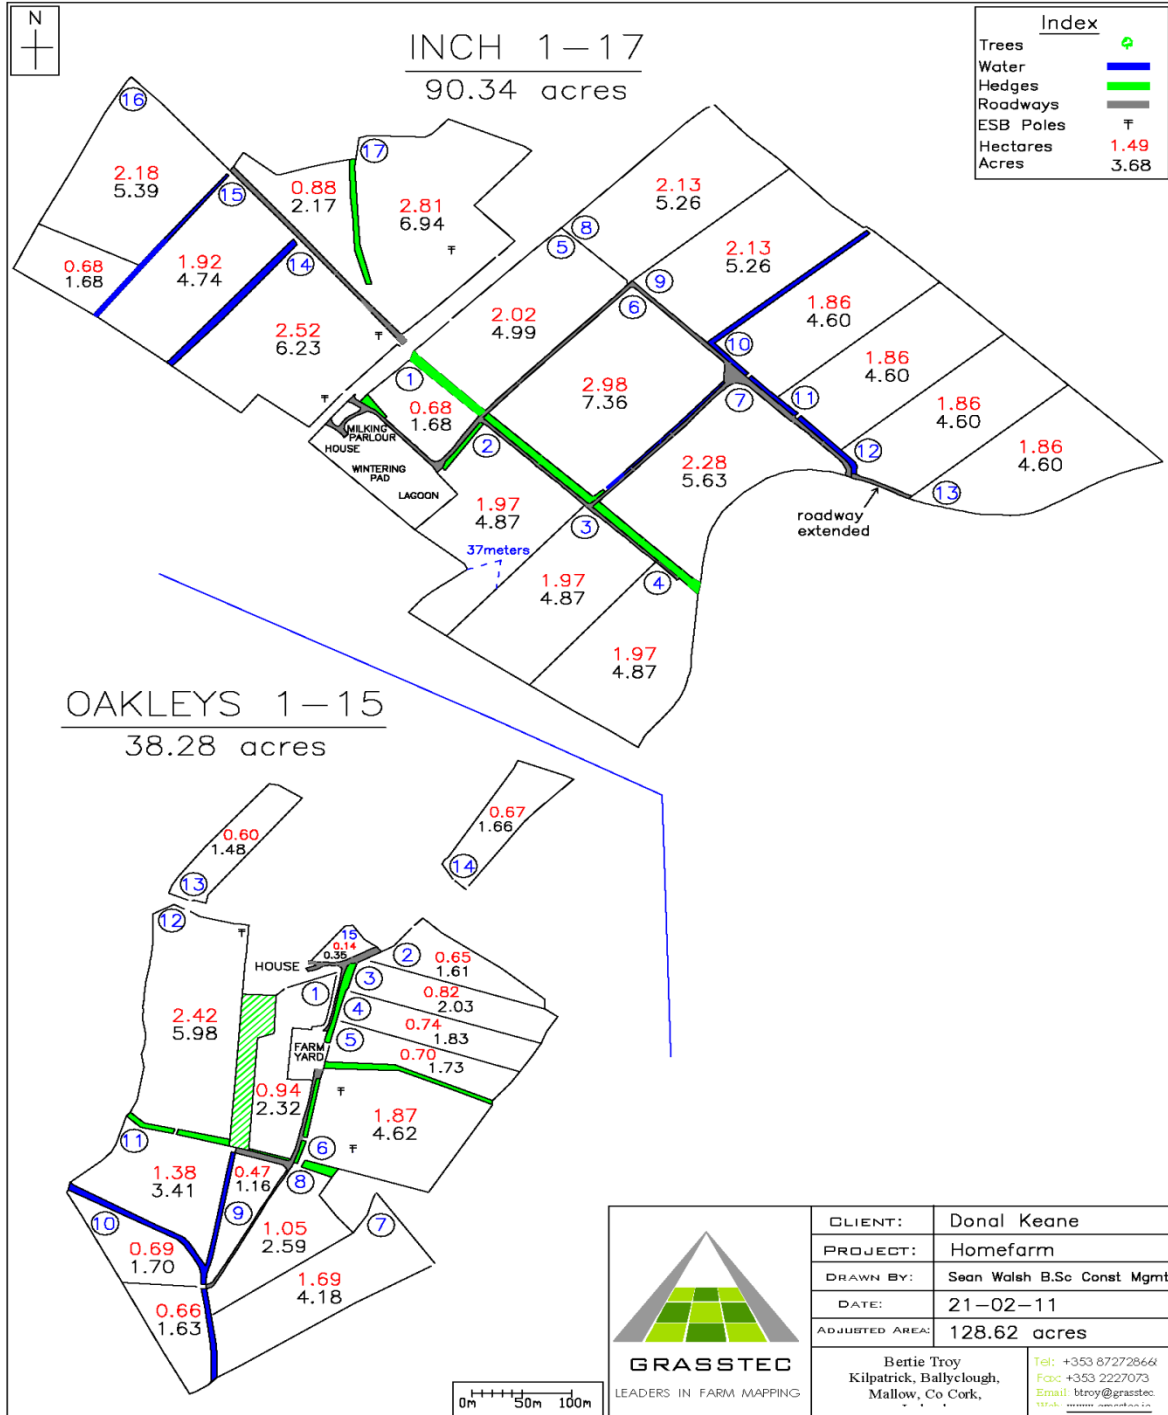 N
INCH 1-17
90.34 acres
Index
Trees
Water
Hedges
Roadways
ESB Poles
Hectares 1.49
Acres 3.68
16
2.18
5.39
15
0.68
1.68
1.92
4.74
14
2.52
6.23
17
0.88
2.17
2.81
6.94
8
2.13
5.26
5
2.02
4.99
9
2.13
5.26
6
2.98
7.36
10
1.86
4.60
11
1.86
4.60
12
1.86
4.60
13
1.86
4.60
7
2.28
5.63
roadway
extended
1
0.68
1.68
MILKING
PARLOUR
HOUSE
WINTERING
PAD
LAGOON
2
1.97
4.87
37meters
3
1.97
4.87
4
1.97
4.87
OAKLEYS 1-15
38.28 acres
0.60
1.48
13
0.67
1.66
14
12
2.42
5.98
15
0.14
0.35
HOUSE
1
FARM
YARD
0.94
2.32
2
0.65
1.61
3
0.82
2.03
4
0.74
1.83
5
0.70
1.73
1.87
4.62
6
8
11
1.38
3.41
0.47
1.16
9
10
0.69
1.70
1.05
2.59
7
1.69
4.18
0.66
1.63
0m 50m 100m
GRASSTEC
LEADERS IN FARM MAPPING
CLIENT: Donal Keane
PROJECT: Homefarm
DRAWN BY: Sean Walsh B.Sc Const Mgmt
DATE: 21-02-11
ADJUSTED AREA: 128.62 acres
Bertie Troy
Kilpatrick, Ballyclough,
Mallow, Co Cork,
Tel: +353 87272866
Fax: +353 2227073
Email: btroy@grasstec.